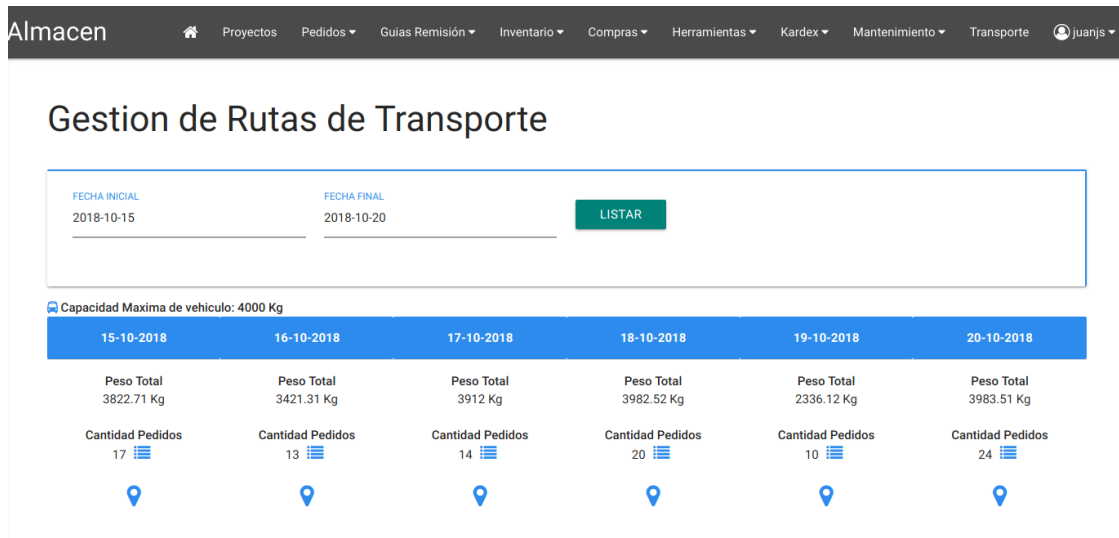 Almacen Proyectos Pedidos Guias Remisión Inventario Compras Herramientas Kardex Mantenimiento Transporte juanjs
Gestion de Rutas de Transporte
FECHA INICIAL FECHA FINAL
2018-10-15 2018-10-20 LISTAR
Capacidad Maxima de vehiculo: 4000 Kg
15-10-2018 16-10-2018 17-10-2018 18-10-2018 19-10-2018 20-10-2018
Peso Total Peso Total Peso Total Peso Total Peso Total Peso Total
3822.71 Kg 3421.31 Kg 3912 Kg 3982.52 Kg 2336.12 Kg 3983.51 Kg
Cantidad Pedidos Cantidad Pedidos Cantidad Pedidos Cantidad Pedidos Cantidad Pedidos Cantidad Pedidos
17 13 14 20 10 24